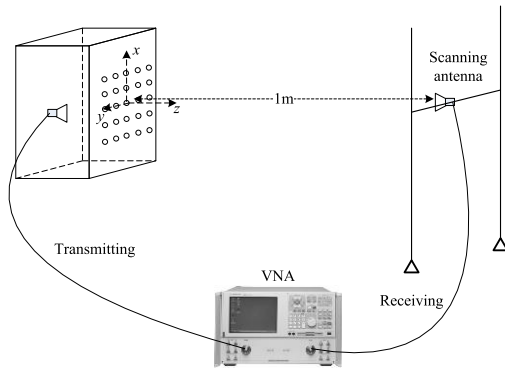 x
Scanning
antenna
1m
y
z
Transmitting
VNA
Receiving